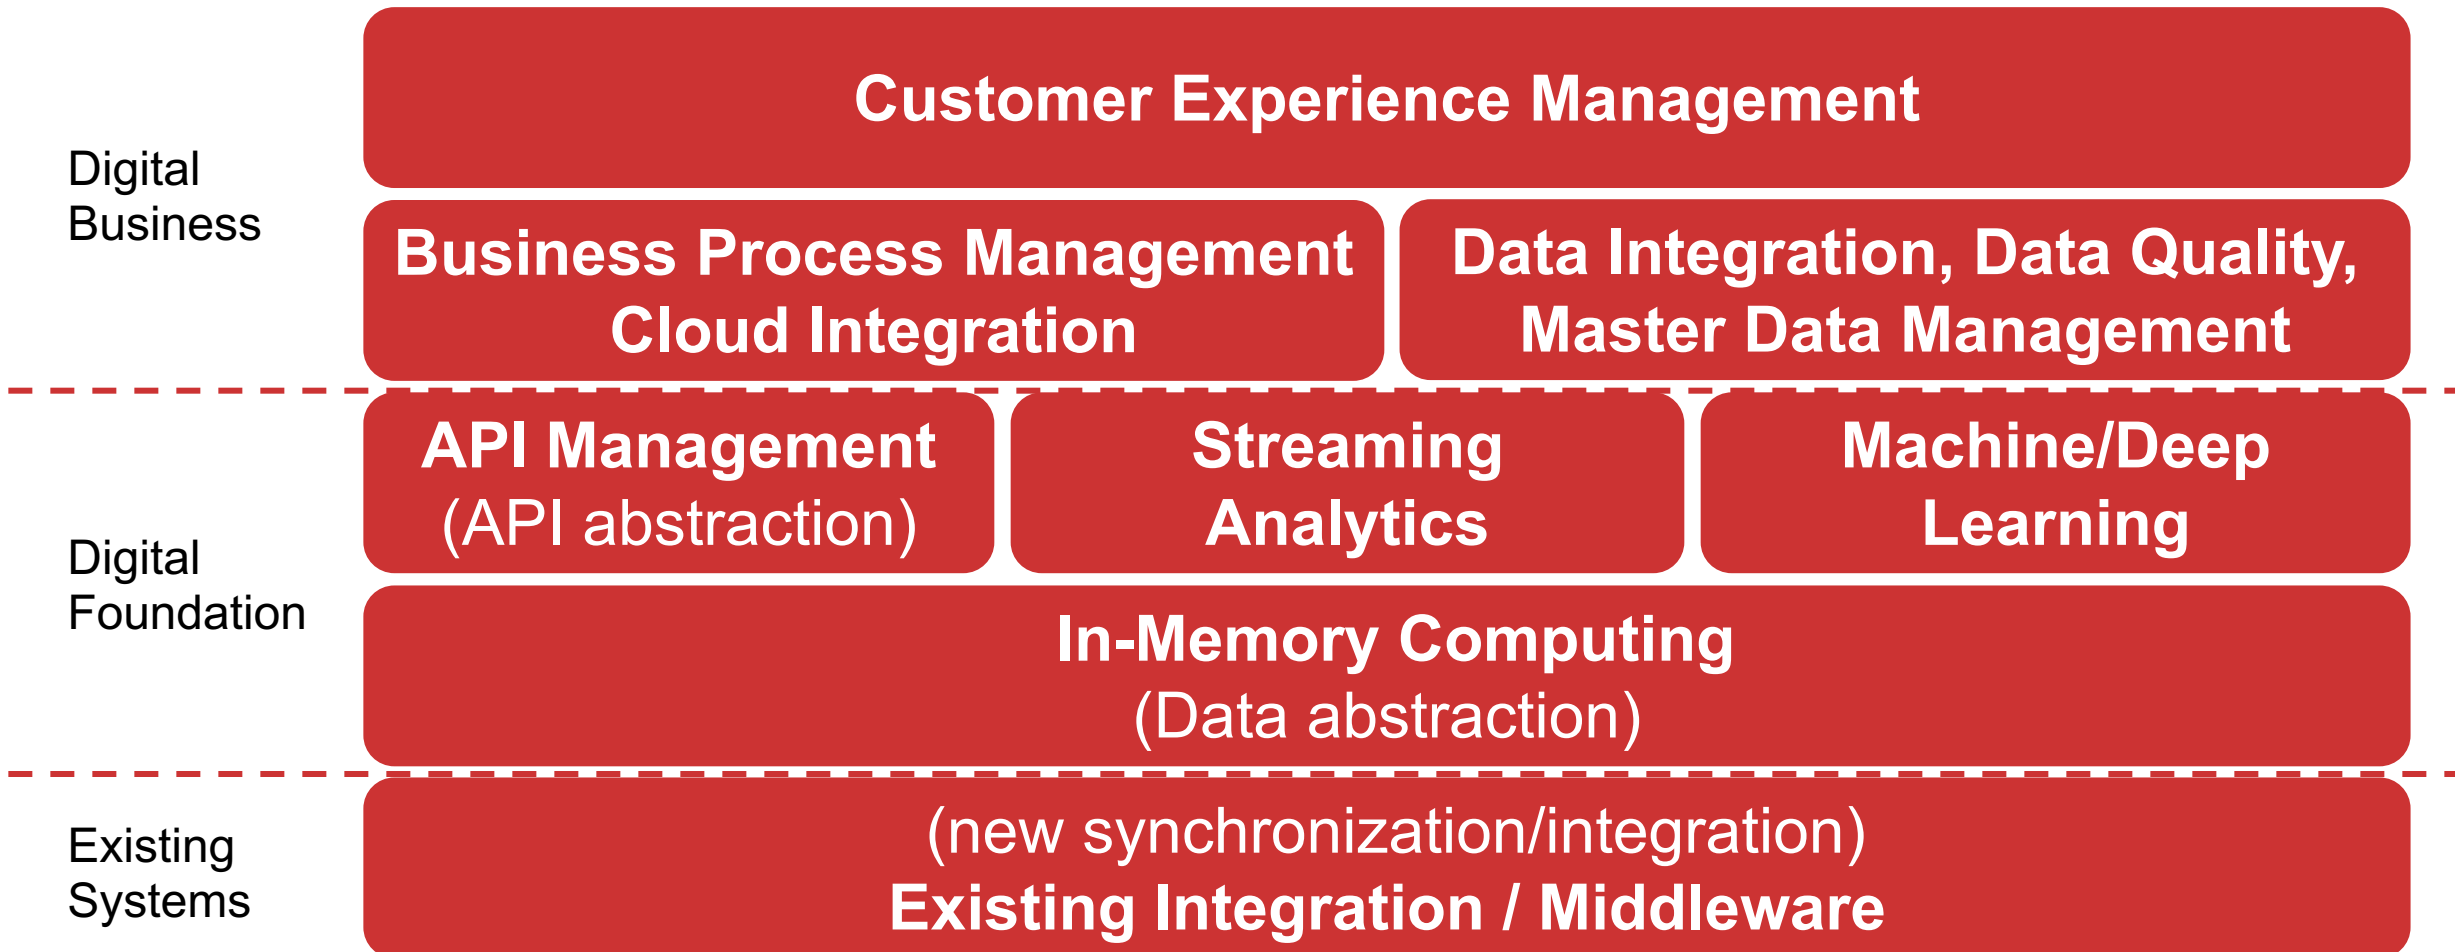 Customer Experience Management
Digital
Business
Business Process Management
Cloud Integration
Data Integration, Data Quality,
Master Data Management
API Management
(API abstraction)
Streaming
Analytics
Machine/Deep
Learning
Digital
Foundation
In-Memory Computing
(Data abstraction)
Existing
Systems
(new synchronization/integration)
Existing Integration / Middleware